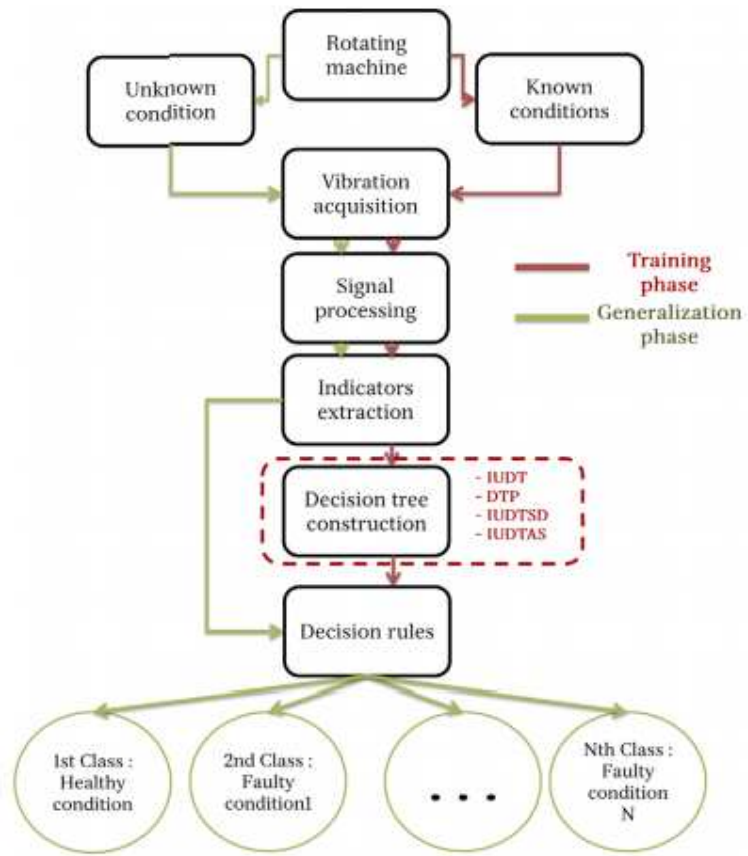 Rotating
machine
Unknown
condition
Known
conditions
Vibration
acquisition
Signal
processing
Training
phase
Generalization
phase
Indicators
extraction
Decision tree
construction
- IUDT
- DTP
- IUDTSD
- IUDTAS
Decision rules
1st Class :
Healthy
condition
2nd Class :
Faulty
condition1
. . .
Nth Class :
Faulty
condition
N